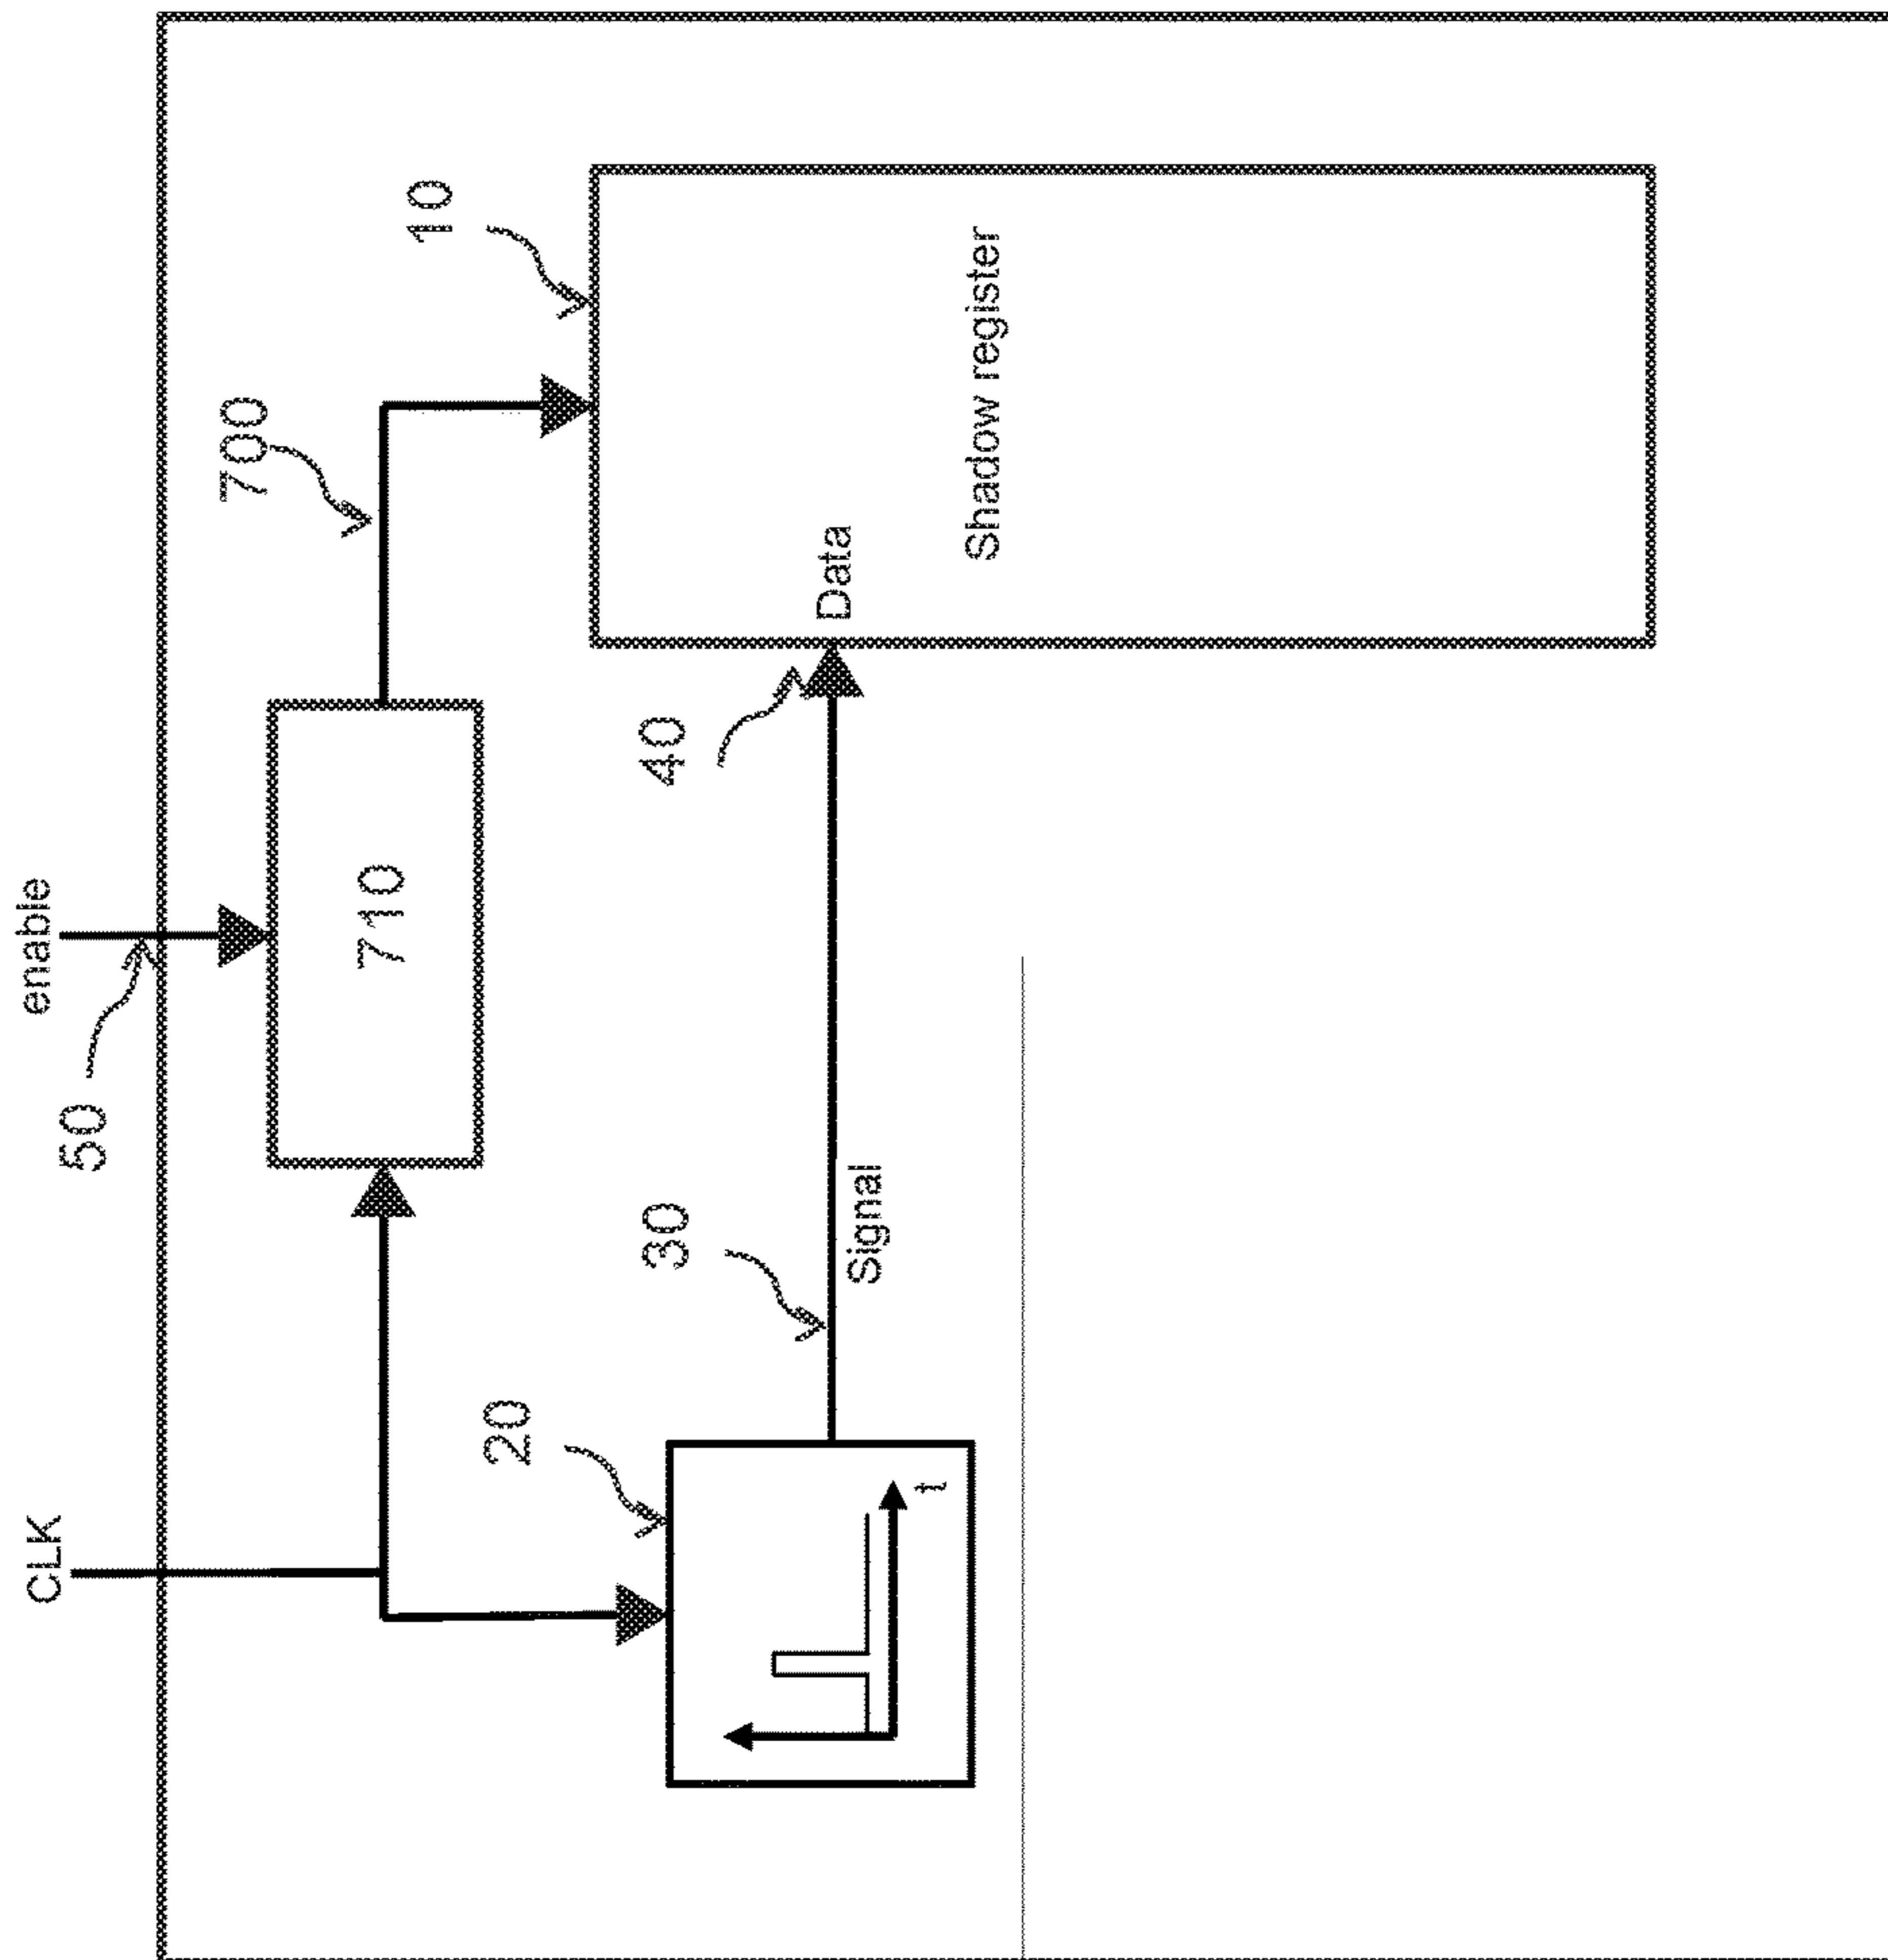 CLK
enable
50
700
10
710
20
30
40
Signal
Data
Shadow register
t